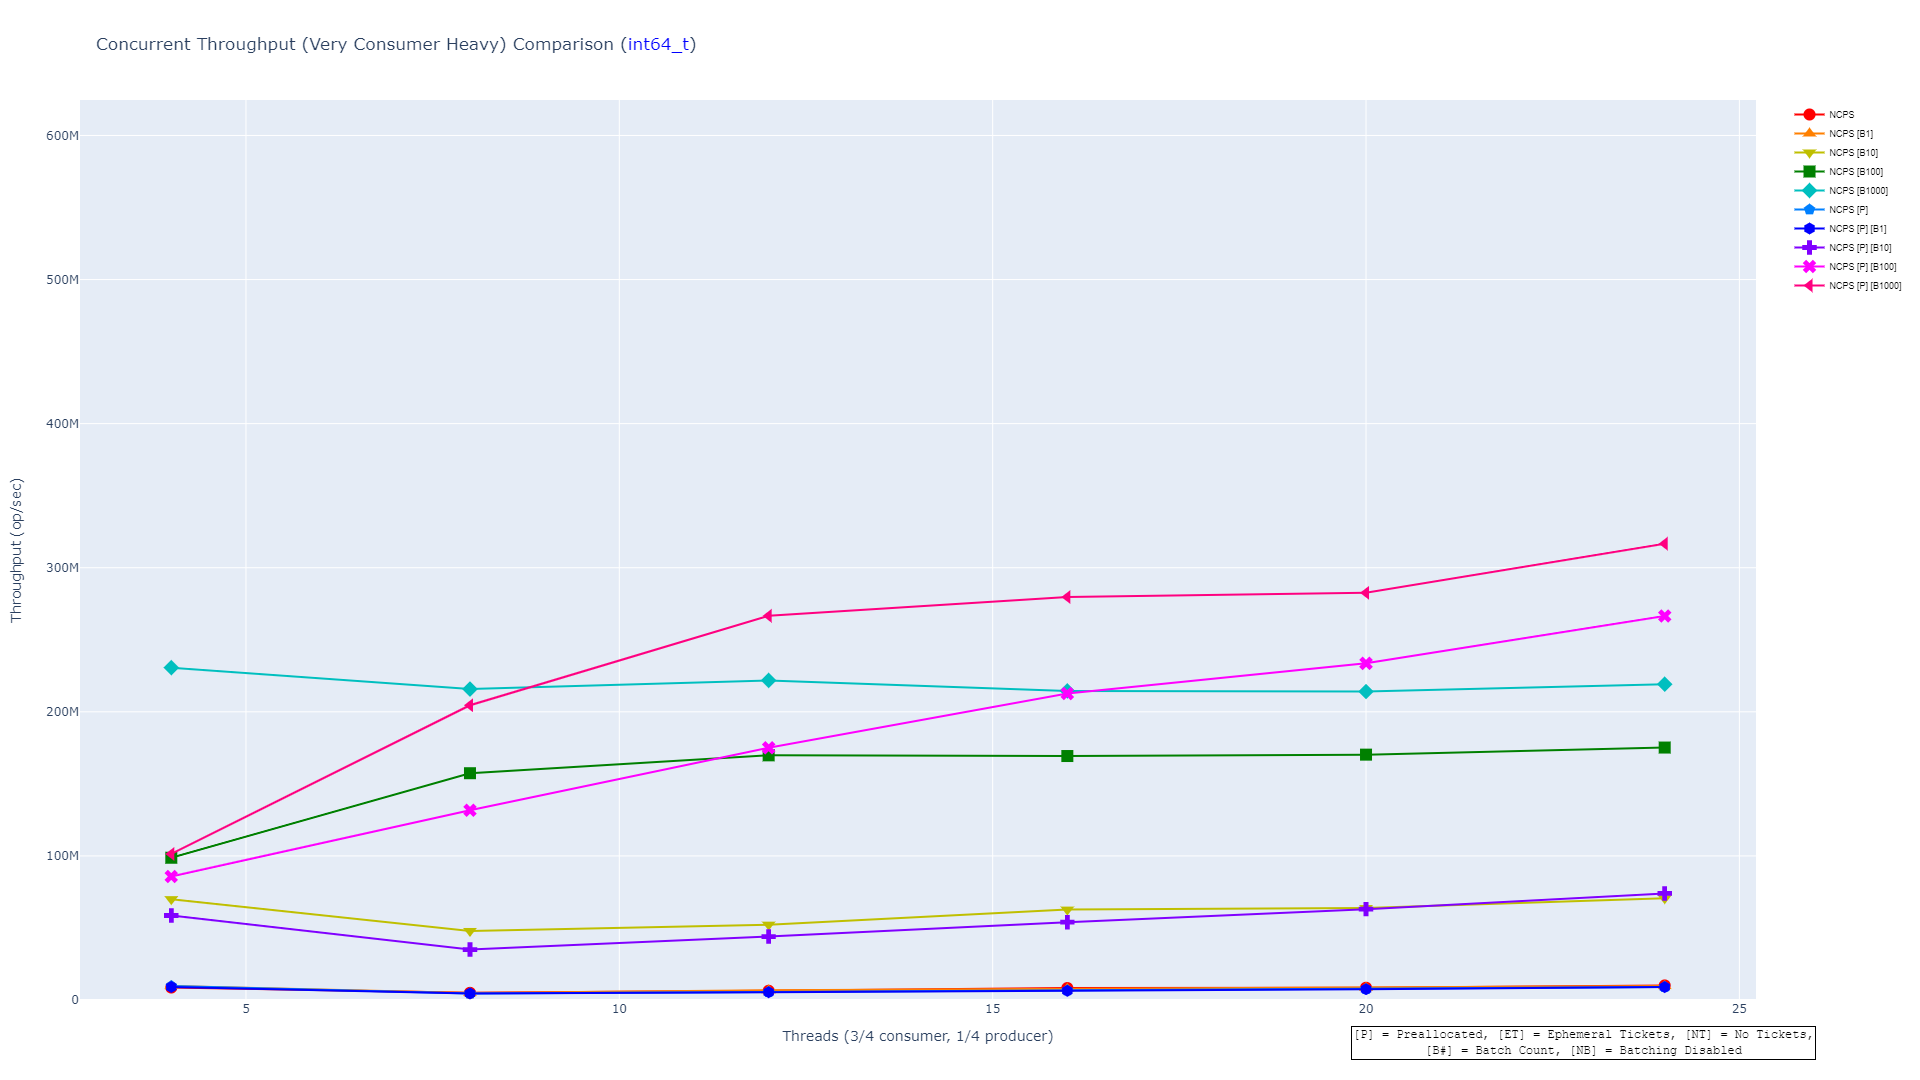 Concurrent Throughput (Very Consumer Heavy) Comparison (int64_t)
600M
500M
400M
300M
200M
100M
0
Throughput (op/sec)
5
10
15
20
25
Threads (3/4 consumer, 1/4 producer)
NCPS
NCPS [B1]
NCPS [B10]
NCPS [B100]
NCPS [B1000]
NCPS [P]
NCPS [P] [B1]
NCPS [P] [B10]
NCPS [P] [B100]
NCPS [P] [B1000]
[P] = Preallocated, [ET] = Ephemeral Tickets, [NT] = No Tickets,
[B#] = Batch Count, [NB] = Batching Disabled